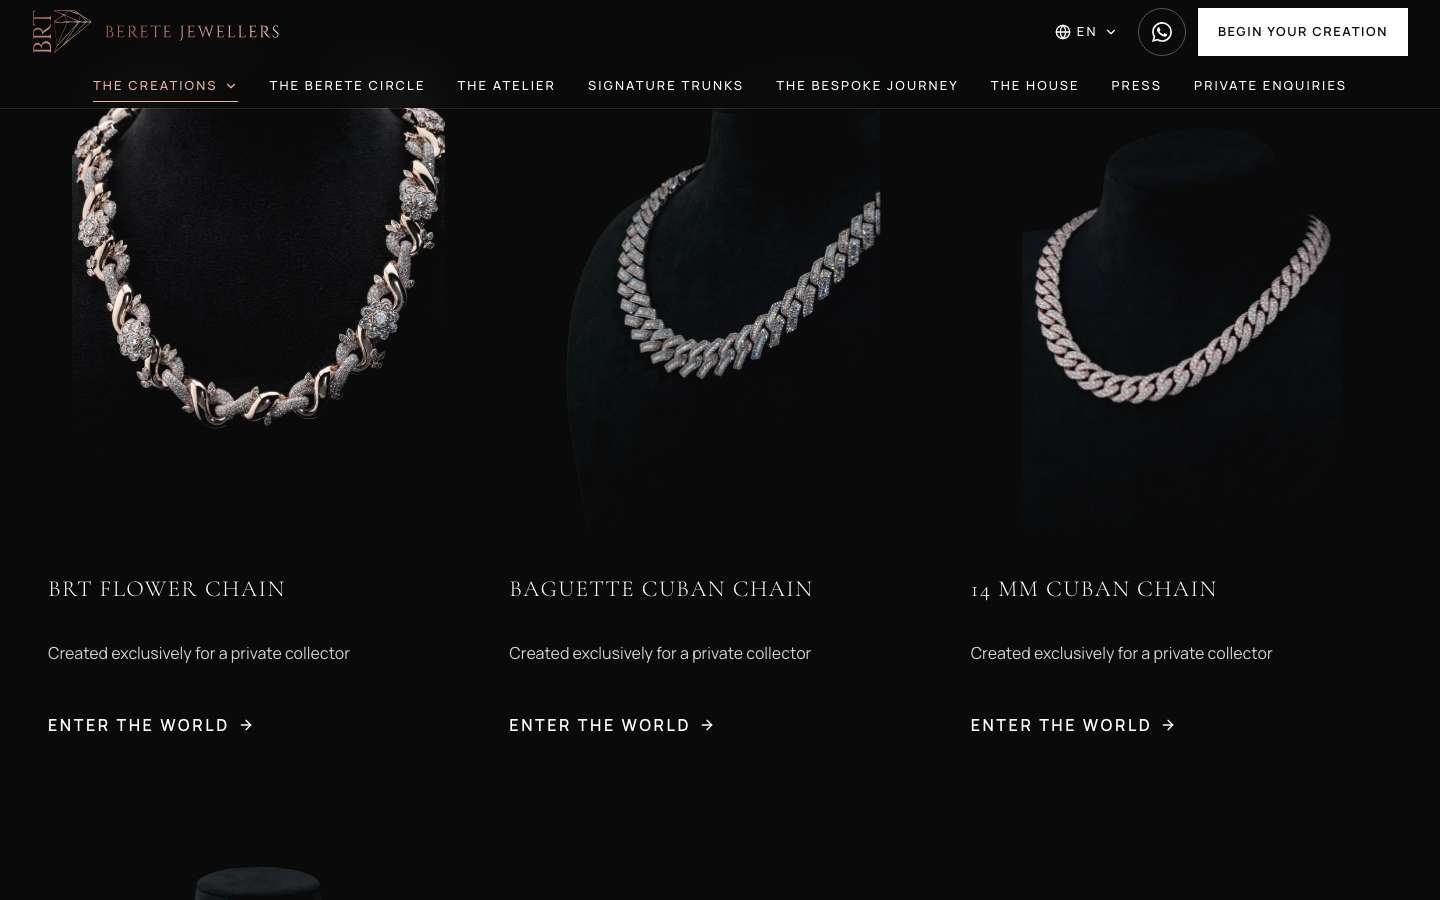 BRT
BERETE JEWELLERS
EN
BEGIN YOUR CREATION
THE CREATIONS
THE BERETE CIRCLE
THE ATELIER
SIGNATURE TRUNKS
THE BESPOKE JOURNEY
THE HOUSE
PRESS
PRIVATE ENQUIRIES
BRT FLOWER CHAIN
Created exclusively for a private collector
ENTER THE WORLD
BAGUETTE CUBAN CHAIN
Created exclusively for a private collector
ENTER THE WORLD
14 MM CUBAN CHAIN
Created exclusively for a private collector
ENTER THE WORLD